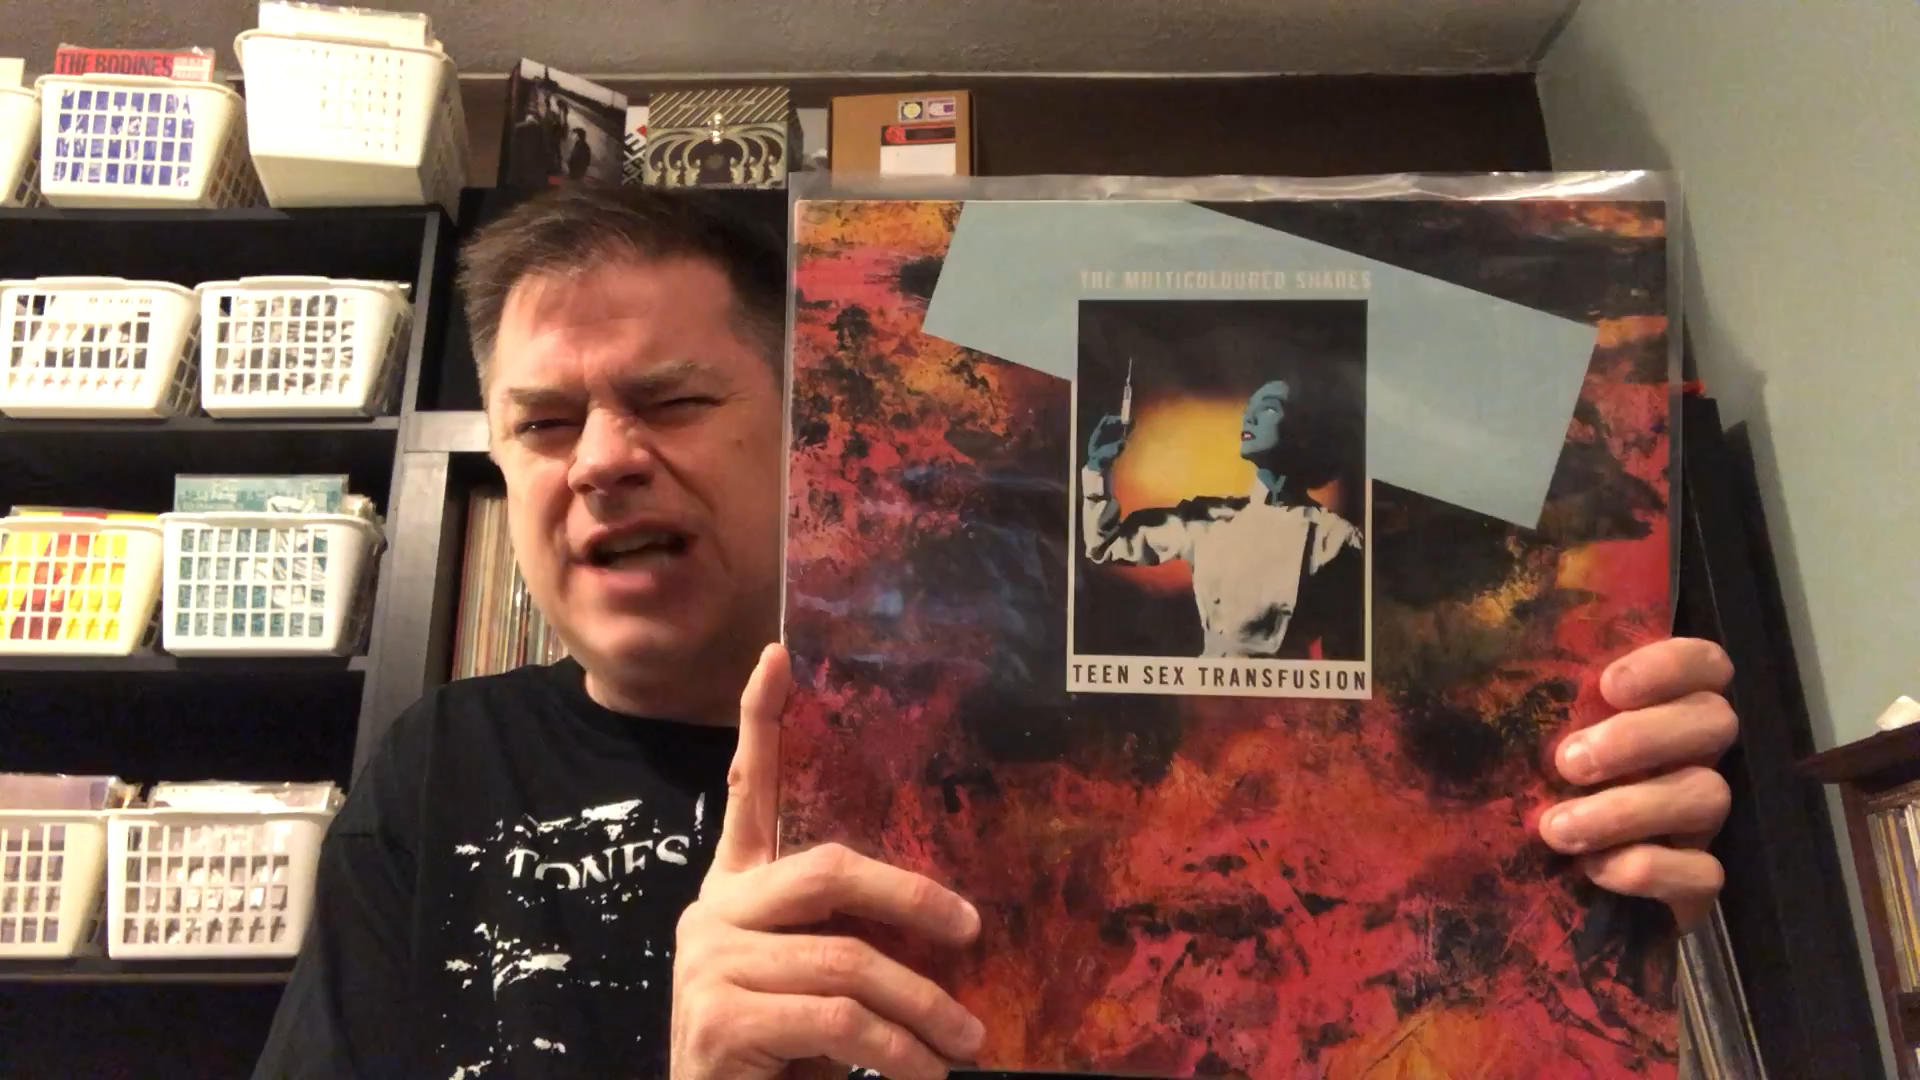 THE BODINES
THE MULTICOLOURED SHADES
TEEN SEX TRANSFUSION
TONES